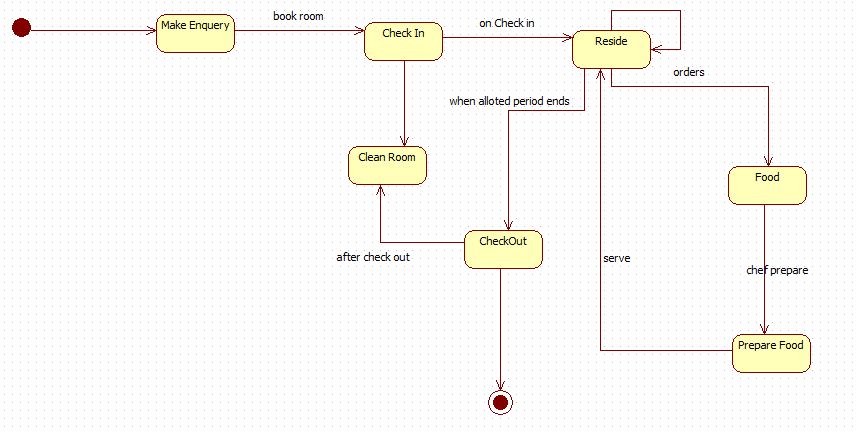 book room
on Check in
Make Enquery
Check In
Reside
orders
when alloted period ends
Clean Room
Food
CheckOut
after check out
serve
chef prepare
Prepare Food